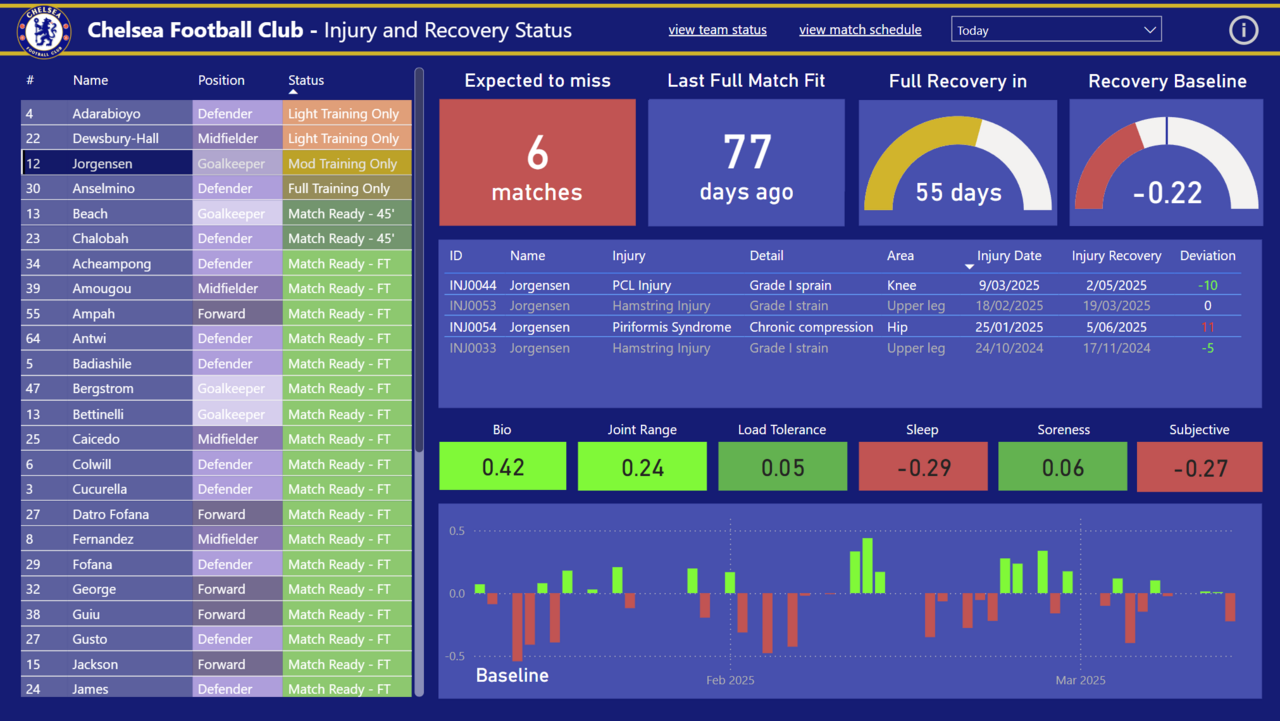 CHELSEA
FOOTBALL CLUB
Chelsea Football Club - Injury and Recovery Status
view team status
view match schedule
Today
i
# Name Position Status
4 Adarabioyo Defender Light Training Only
22 Dewsbury-Hall Midfielder Light Training Only
12 Jorgensen Goalkeeper Mod Training Only
30 Anselmino Defender Full Training Only
13 Beach Goalkeeper Match Ready - 45'
23 Chalobah Defender Match Ready - 45'
34 Acheampong Defender Match Ready - FT
39 Amougou Midfielder Match Ready - FT
55 Ampah Forward Match Ready - FT
64 Antwi Defender Match Ready - FT
5 Badiashile Defender Match Ready - FT
47 Bergstrom Goalkeeper Match Ready - FT
13 Bettinelli Goalkeeper Match Ready - FT
25 Caicedo Midfielder Match Ready - FT
6 Colwill Defender Match Ready - FT
3 Cucurella Defender Match Ready - FT
27 Datro Fofana Forward Match Ready - FT
8 Fernandez Midfielder Match Ready - FT
29 Fofana Defender Match Ready - FT
32 George Forward Match Ready - FT
38 Guiu Forward Match Ready - FT
27 Gusto Defender Match Ready - FT
15 Jackson Forward Match Ready - FT
24 James Defender Match Ready - FT
Expected to miss
6
matches
Last Full Match Fit
77
days ago
Full Recovery in
55 days
Recovery Baseline
-0.22
ID Name Injury Detail Area Injury Date Injury Recovery Deviation
INJ0044 Jorgensen PCL Injury Grade I sprain Knee 9/03/2025 2/05/2025 -10
INJ0053 Jorgensen Hamstring Injury Grade I strain Upper leg 18/02/2025 19/03/2025 0
INJ0054 Jorgensen Piriformis Syndrome Chronic compression Hip 25/01/2025 5/06/2025 11
INJ0033 Jorgensen Hamstring Injury Grade I strain Upper leg 24/10/2024 17/11/2024 -5
Bio
0.42
Joint Range
0.24
Load Tolerance
0.05
Sleep
-0.29
Soreness
0.06
Subjective
-0.27
0.5
0.0
-0.5
Baseline
Feb 2025
Mar 2025